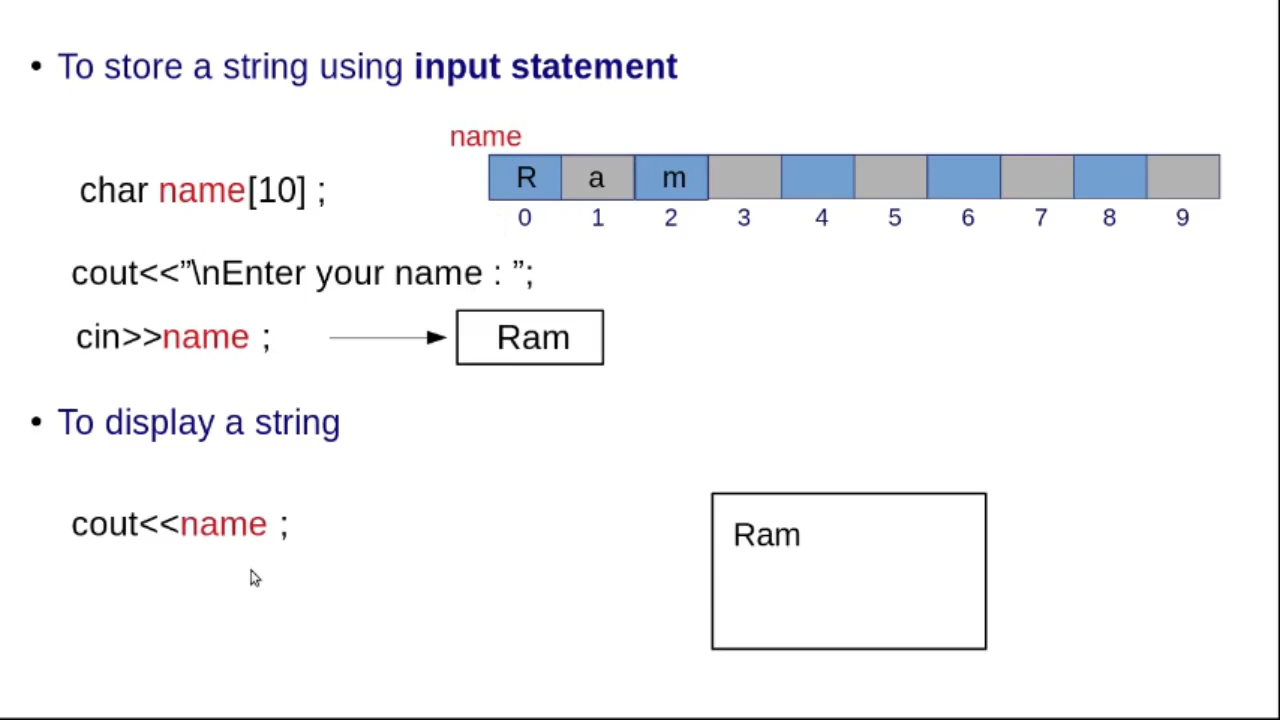 • To store a string using input statement
name
char name[10] ;
R a m
0 1 2 3 4 5 6 7 8 9
cout<<”\nEnter your name : ”;
cin>>name ;
Ram
• To display a string
cout<<name ;
Ram